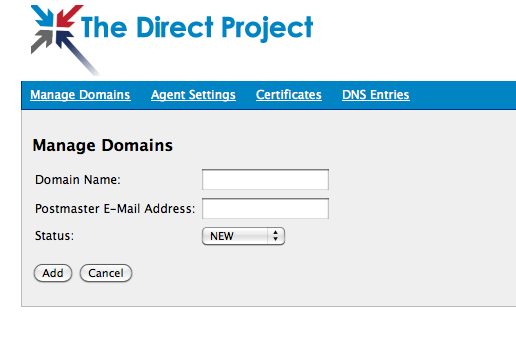 The Direct Project
Manage Domains Agent Settings Certificates DNS Entries
Manage Domains
Domain Name:
Postmaster E-Mail Address:
Status: NEW
Add Cancel